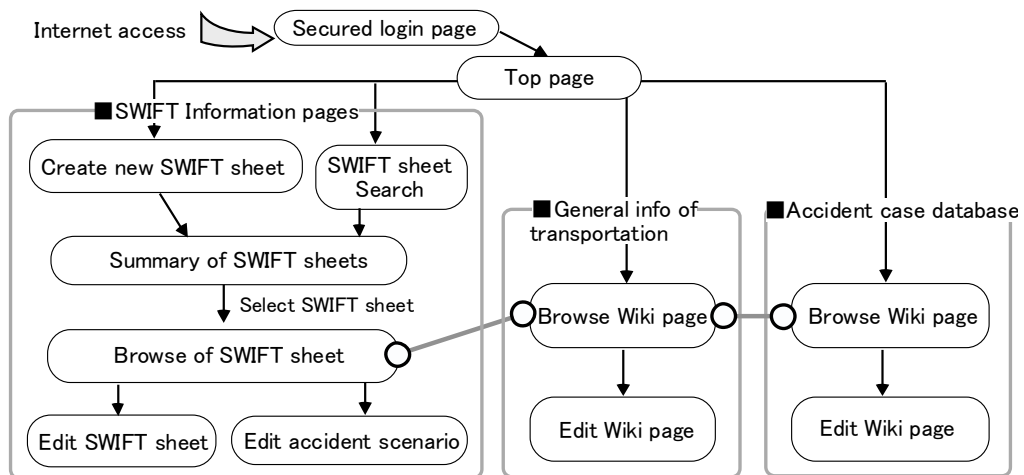 Internet access
Secured login page
Top page
■SWIFT Information pages
Create new SWIFT sheet
SWIFT sheet
Search
■General info of
transportation
■Accident case database
Summary of SWIFT sheets
Select SWIFT sheet
Browse Wiki page
Browse Wiki page
Browse of SWIFT sheet
Edit SWIFT sheet
Edit accident scenario
Edit Wiki page
Edit Wiki page